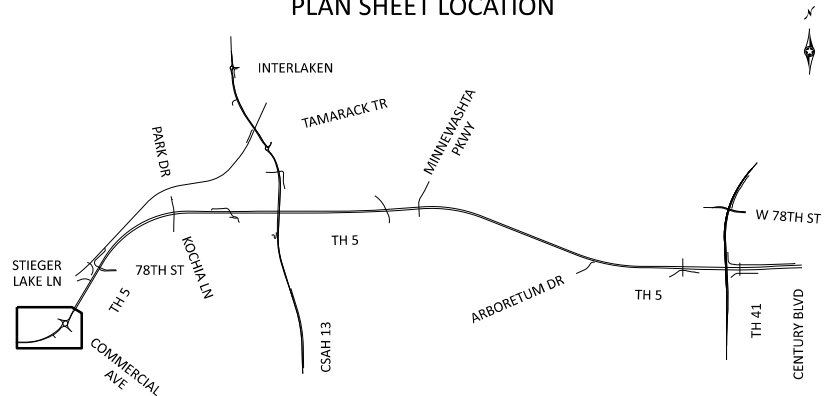 PLAN SHEET LOCATION
N
INTERLAKEN
TAMARACK TR
MINNEWASHTA
PKWY
PARK DR
W 78TH ST
TH 5
KOCHIA LN
78TH ST
STIEGER
LAKE LN
TH 5
ARBORETUM DR
TH 5
TH 41
CENTURY BLVD
CSAH 13
COMMERCIAL
AVE